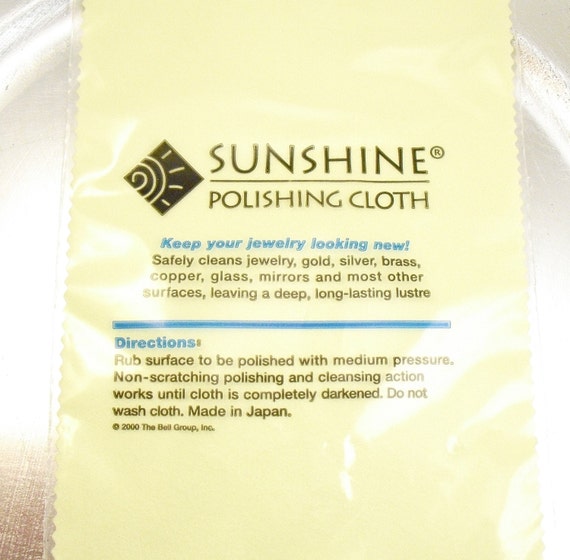 SUNSHINE®
POLISHING CLOTH
Keep your jewelry looking new!
Safely cleans jewelry, gold, silver, brass,
copper, glass, mirrors and most other
surfaces, leaving a deep, long-lasting lustre
Directions:
Rub surface to be polished with medium pressure.
Non-scratching polishing and cleansing action
works until cloth is completely darkened. Do not
wash cloth. Made in Japan.
© 2000 The Bell Group, Inc.